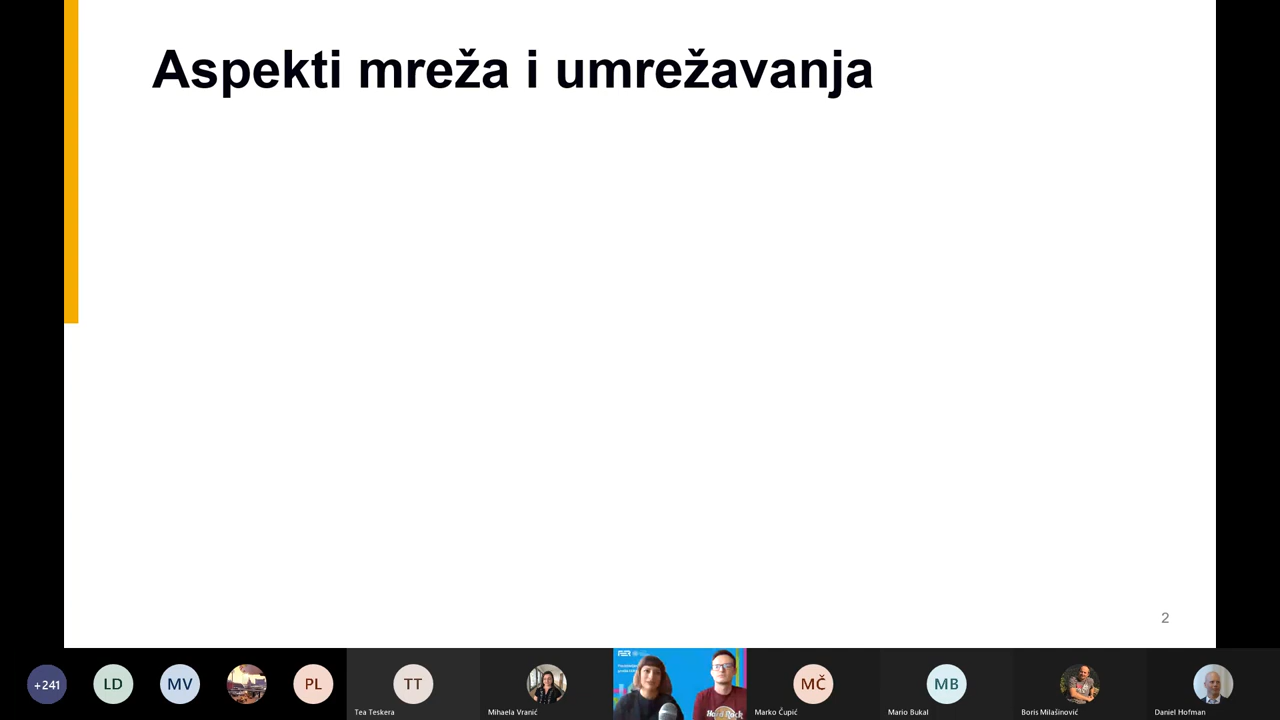 Aspekti mreža i umrežavanja
2
+241
LD
MV
PL
TT
Tea Teskera
Mihaela Vranić
FER
MČ
Marko Čupić
MB
Mario Bukal
Boris Milašinović
Daniel Hofman